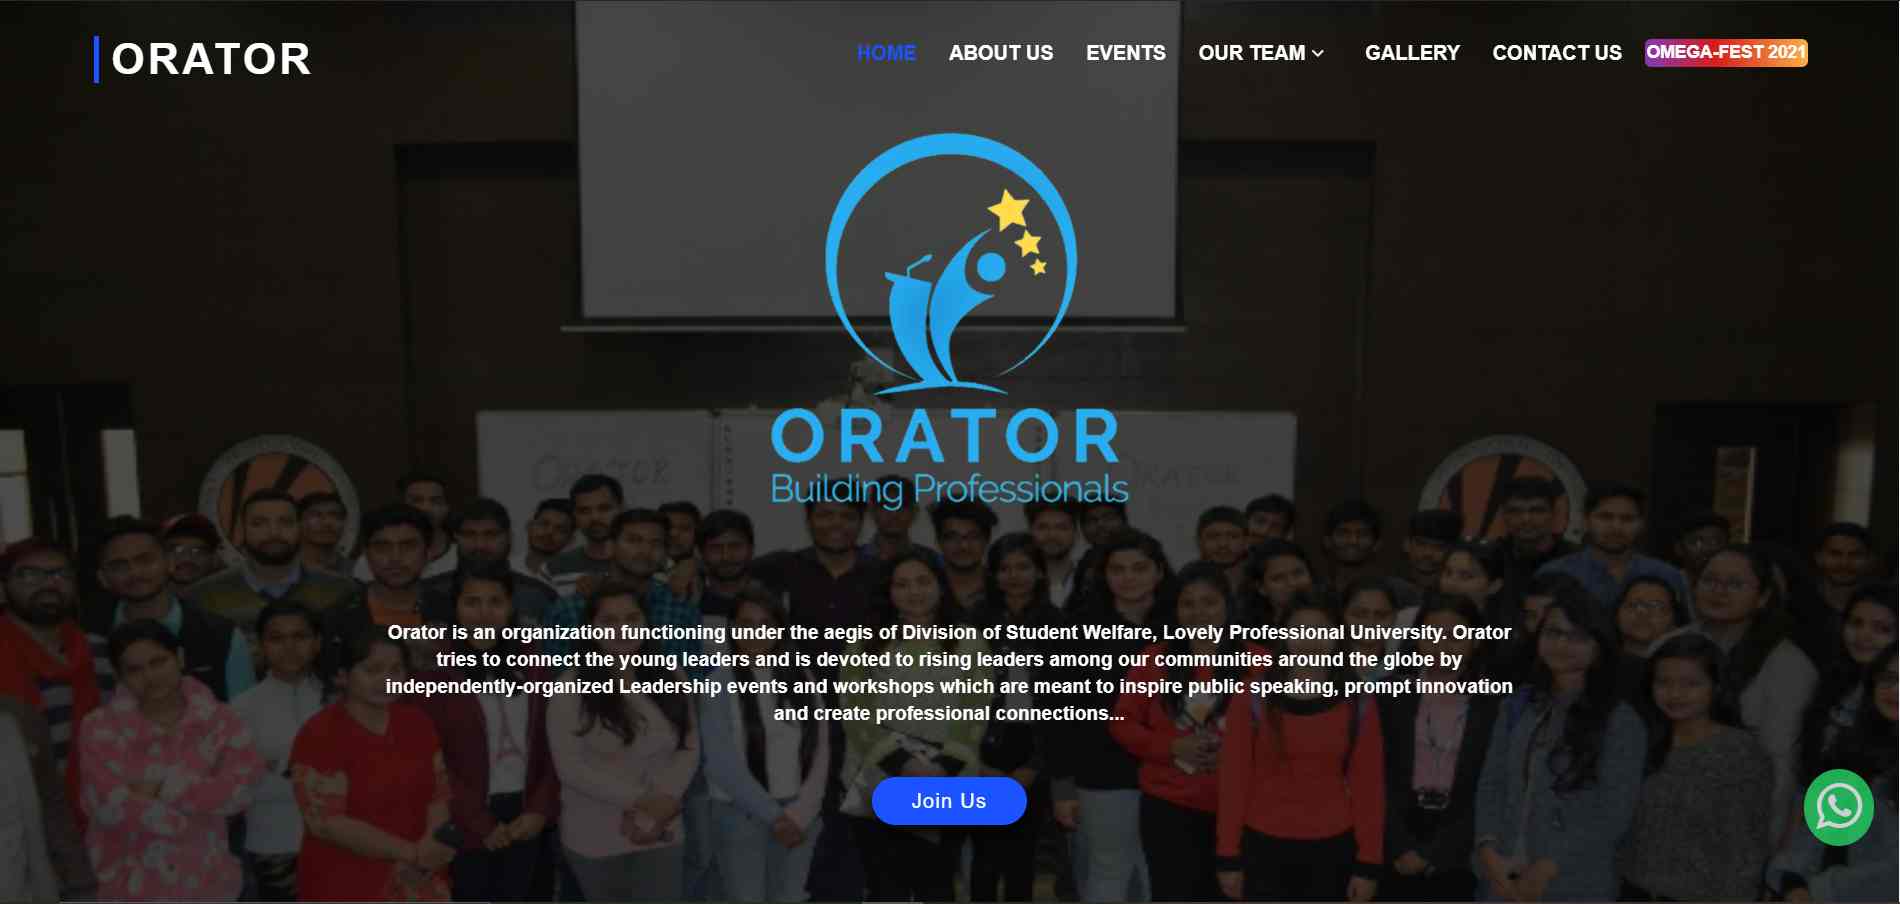 ORATOR
HOME ABOUT US EVENTS OUR TEAM GALLERY CONTACT US OMEGA-FEST 2021
ORATOR
Building Professionals
ORATOR
ORATOR
Orator is an organization functioning under the aegis of Division of Student Welfare, Lovely Professional University. Orator
tries to connect the young leaders and is devoted to rising leaders among our communities around the globe by
independently-organized Leadership events and workshops which are meant to inspire public speaking, prompt innovation
and create professional connections...
Join Us